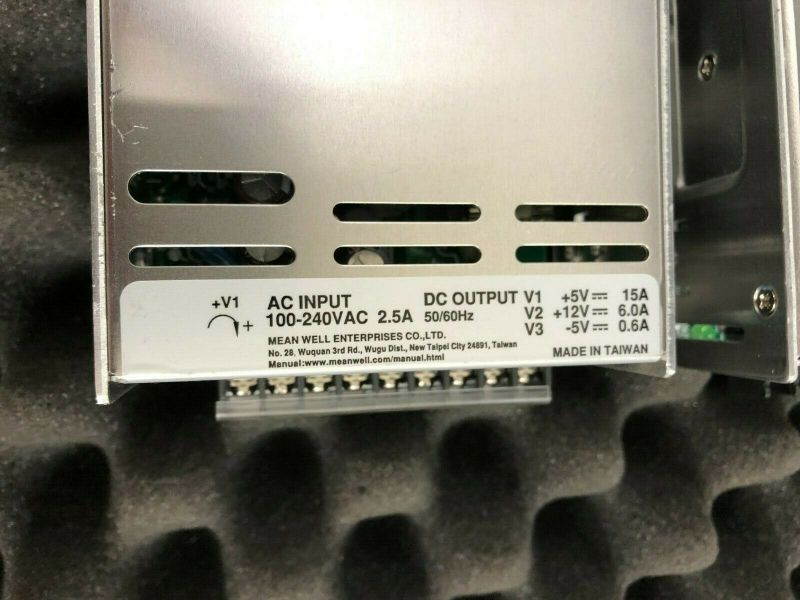 +V1 AC INPUT DC OUTPUT V1 +5V⎓ 15A
+ 100-240VAC 2.5A 50/60Hz V2 +12V⎓ 6.0A
V3 -5V⎓ 0.6A
MEAN WELL ENTERPRISES CO.,LTD.
No. 28, Wuquan 3rd Rd., Wugu Dist., New Taipei City 24891, Taiwan
Manual:www.meanwell.com/manual.html MADE IN TAIWAN